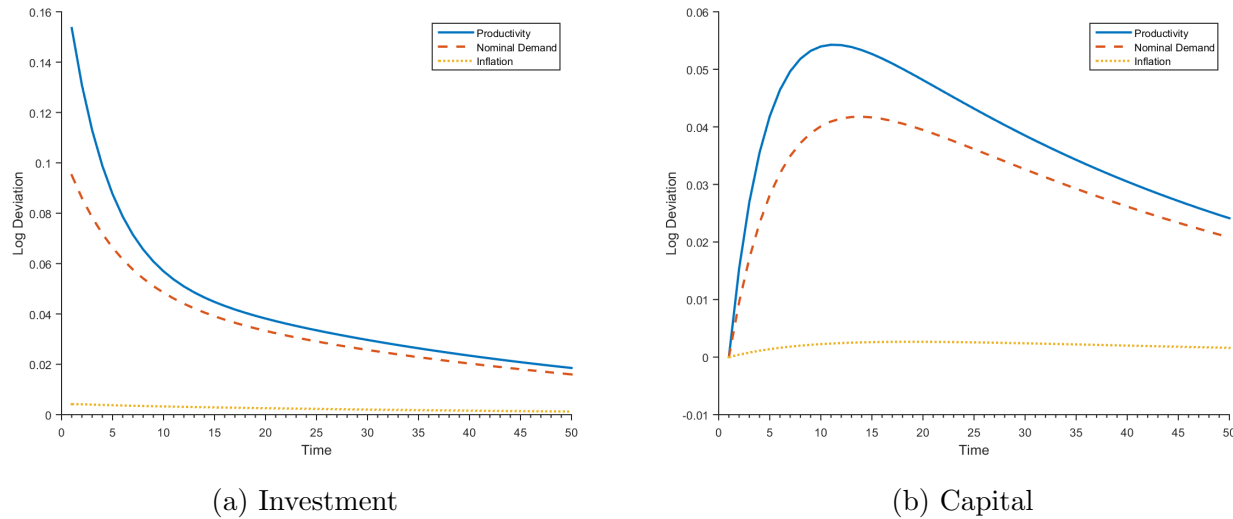 0.16
0.14
0.12
0.1
0.08
0.06
0.04
0.02
0
Log Deviation
0 5 10 15 20 25 30 35 40 45 50
Time
Productivity
Nominal Demand
Inflation
(a) Investment
0.06
0.05
0.04
0.03
0.02
0.01
0
-0.01
Log Deviation
0 5 10 15 20 25 30 35 40 45 50
Time
Productivity
Nominal Demand
Inflation
(b) Capital